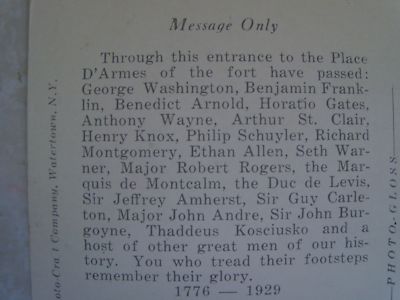 Message Only
Through this entrance to the Place
D'Armes of the fort have passed:
George Washington, Benjamin Frank-
lin, Benedict Arnold, Horatio Gates,
Anthony Wayne, Arthur St. Clair,
Henry Knox, Philip Schuyler, Richard
Montgomery, Ethan Allen, Seth War-
ner, Major Robert Rogers, the Mar-
quis de Montcalm, the Duc de Levis,
Sir Jeffrey Amherst, Sir Guy Carle-
ton, Major John Andre, Sir John Bur-
goyne, Thaddeus Kosciusko and a
host of other great men of our his-
tory. You who tread their footsteps
remember their glory.
1776 — 1929
Company, Watertown, N.Y.
PHOTO-GLOSS